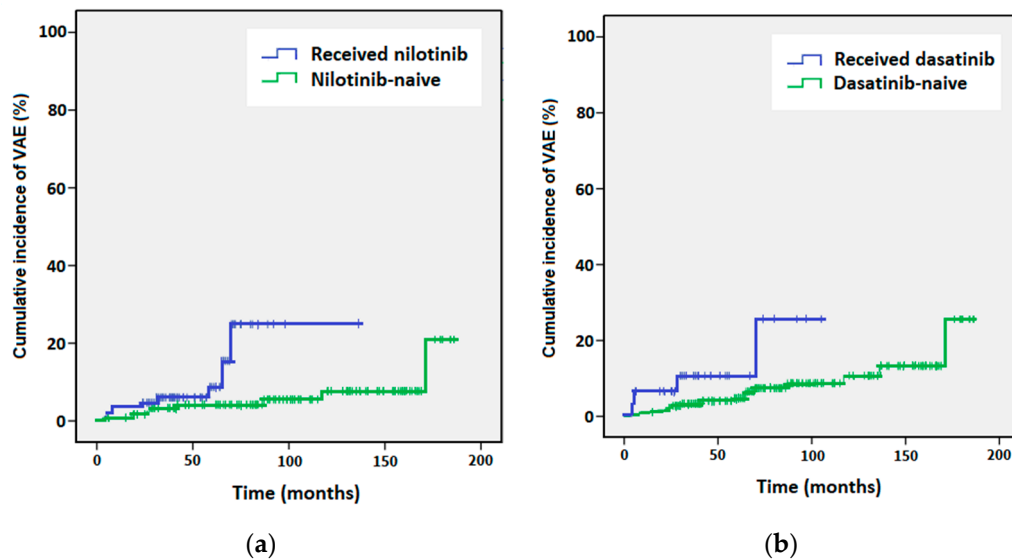 Received nilotinib
Nilotinib-naive
Cumulative incidence of VAE (%)
100
80
60
40
20
0
0 50 100 150 200
Time (months)
(a)
Received dasatinib
Dasatinib-naive
Cumulative incidence of VAE (%)
100
80
60
40
20
0
0 50 100 150 200
Time (months)
(b)